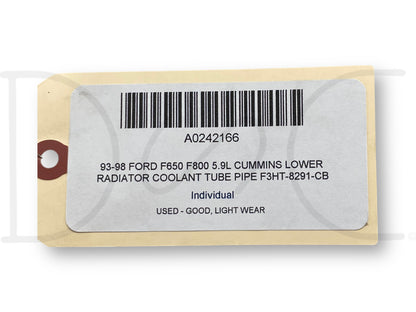 A0242166
93-98 FORD F650 F800 5.9L CUMMINS LOWER
RADIATOR COOLANT TUBE PIPE F3HT-8291-CB
Individual
USED - GOOD, LIGHT WEAR